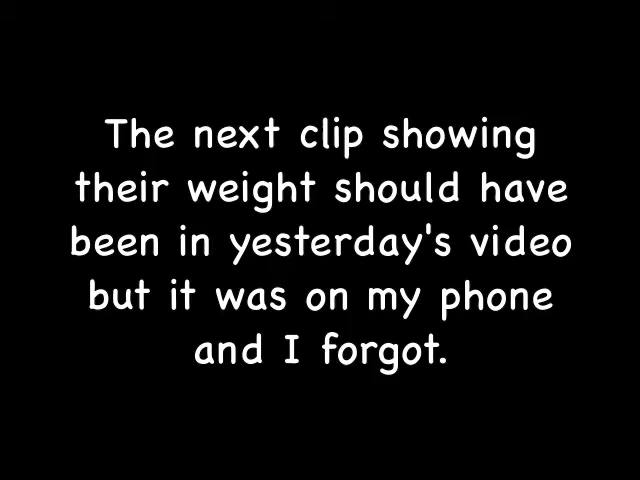 The next clip showing
their weight should have
been in yesterday's video
but it was on my phone
and I forgot.